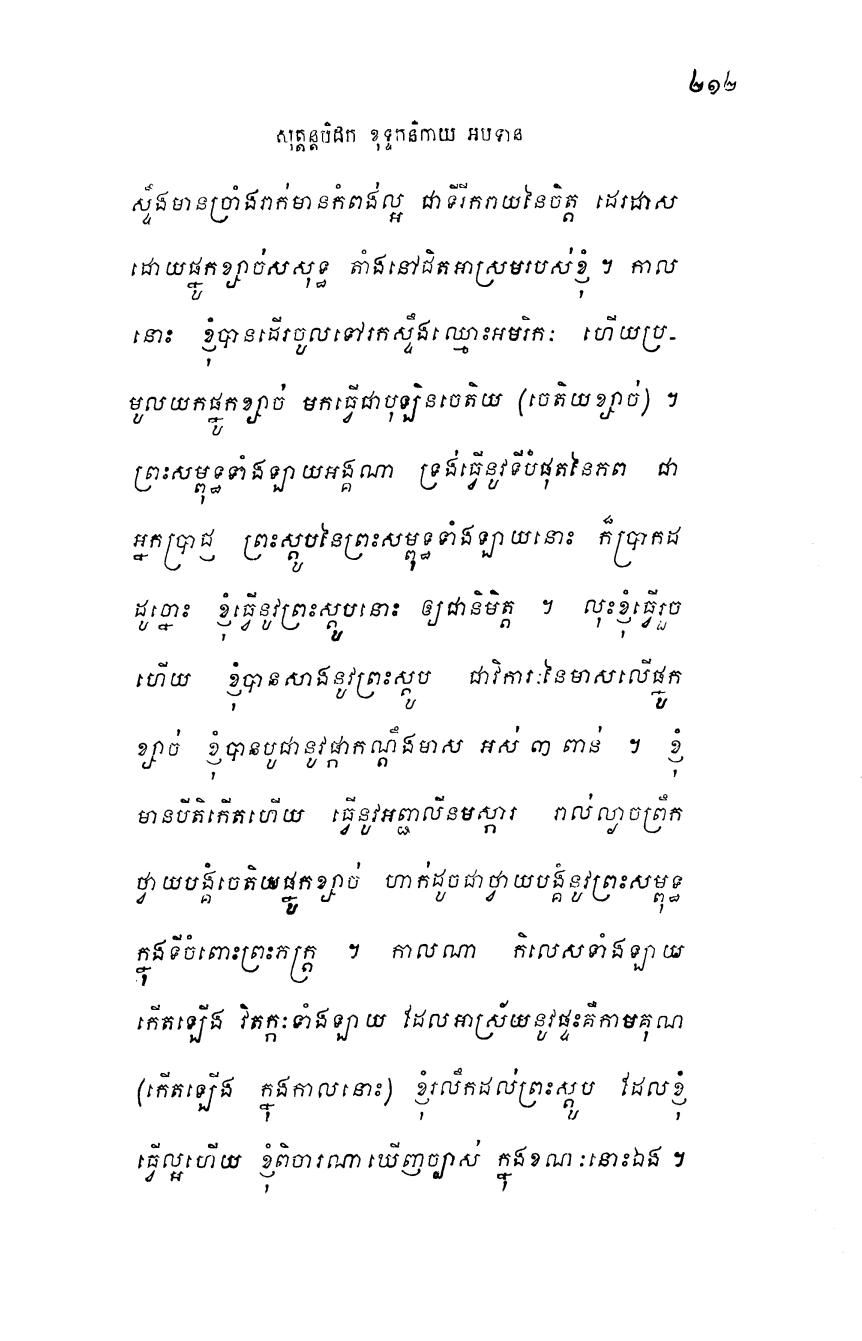 ២១២
សុត្តន្តបិដក ខុទ្ទកនិកាយ អបទាន
ស្ទឹងមានច្រាំងរាក់មានកំពង់ល្អ ជាទីរីករាយនៃចិត្ត ដេរដាស
ដោយផ្នូកខ្សាច់សសុទ្ធ តាំងនៅជិតអាស្រមរបស់ខ្ញុំ ។ កាល
នោះ ខ្ញុំបានដើរចូលទៅរកស្ទឹងឈ្មោះអមរិកៈ ហើយប្រ-
មូលយកផ្នូកខ្សាច់ មកធ្វើជាបុឡិនចេតិយ (ចេតិយខ្សាច់) ។
ព្រះសម្ពុទ្ធទាំងឡាយអង្គណា ទ្រង់ធ្វើនូវទីបំផុតនៃភព ជា
អ្នកប្រាជ្ញ ព្រះស្តូបនៃព្រះសម្ពុទ្ធទាំងឡាយនោះ ក៏ប្រាកដ
ដូច្នោះ ខ្ញុំធ្វើនូវព្រះស្តូបនោះ ឲ្យជានិមិត្ត ។ លុះខ្ញុំធ្វើរួច
ហើយ ខ្ញុំបានសាងនូវព្រះស្តូប ជាវិការៈនៃមាសលើផ្នូក
ខ្សាច់ ខ្ញុំបានបូជានូវផ្កាកណ្តឹងមាស អស់ ៣ ពាន់ ។ ខ្ញុំ
មានបីតិកើតហើយ ធ្វើនូវអញ្ជាលីនមស្ការ រាល់ល្ងាចព្រឹក
ថ្វាយបង្គំចេតិយផ្នូកខ្សាច់ ហាក់ដូចជាថ្វាយបង្គំនូវព្រះសម្ពុទ្ធ
ក្នុងទីចំពោះព្រះភក្ត្រ ។ កាលណា កិលេសទាំងឡាយ
កើតឡើង វិតក្កៈទាំងឡាយ ដែលអាស្រ័យនូវផ្ទះគឺកាមគុណ
(កើតឡើង ក្នុងកាលនោះ) ខ្ញុំរលឹកដល់ព្រះស្តូប ដែលខ្ញុំ
ធ្វើល្អហើយ ខ្ញុំពិចារណាឃើញច្បាស់ ក្នុងខណៈនោះឯង ។